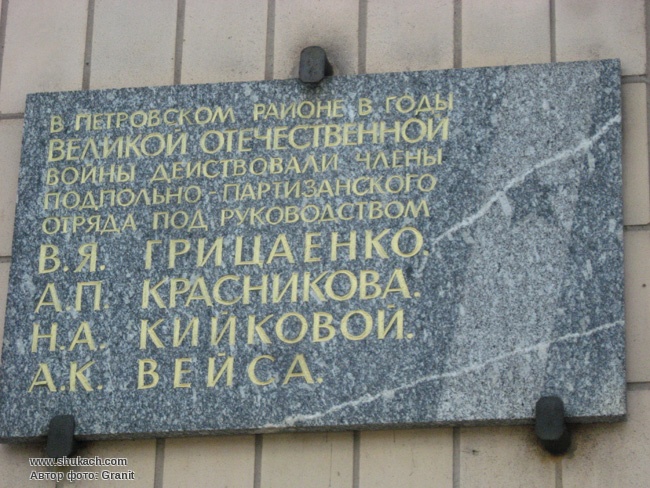 В ПЕТРОВСКОМ РАЙОНЕ В ГОДЫ
ВЕЛИКОЙ ОТЕЧЕСТВЕННОЙ
ВОЙНЫ ДЕЙСТВОВАЛИ ЧЛЕНЫ
ПОДПОЛЬНО-ПАРТИЗАНСКОГО
ОТРЯДА ПОД РУКОВОДСТВОМ
В.Я. ГРИЦАЕНКО.
А.П. КРАСНИКОВА.
Н.А. КИЙКОВОЙ.
А.К. ВЕЙСА.
www.shukach.com
Автор фото: Granit